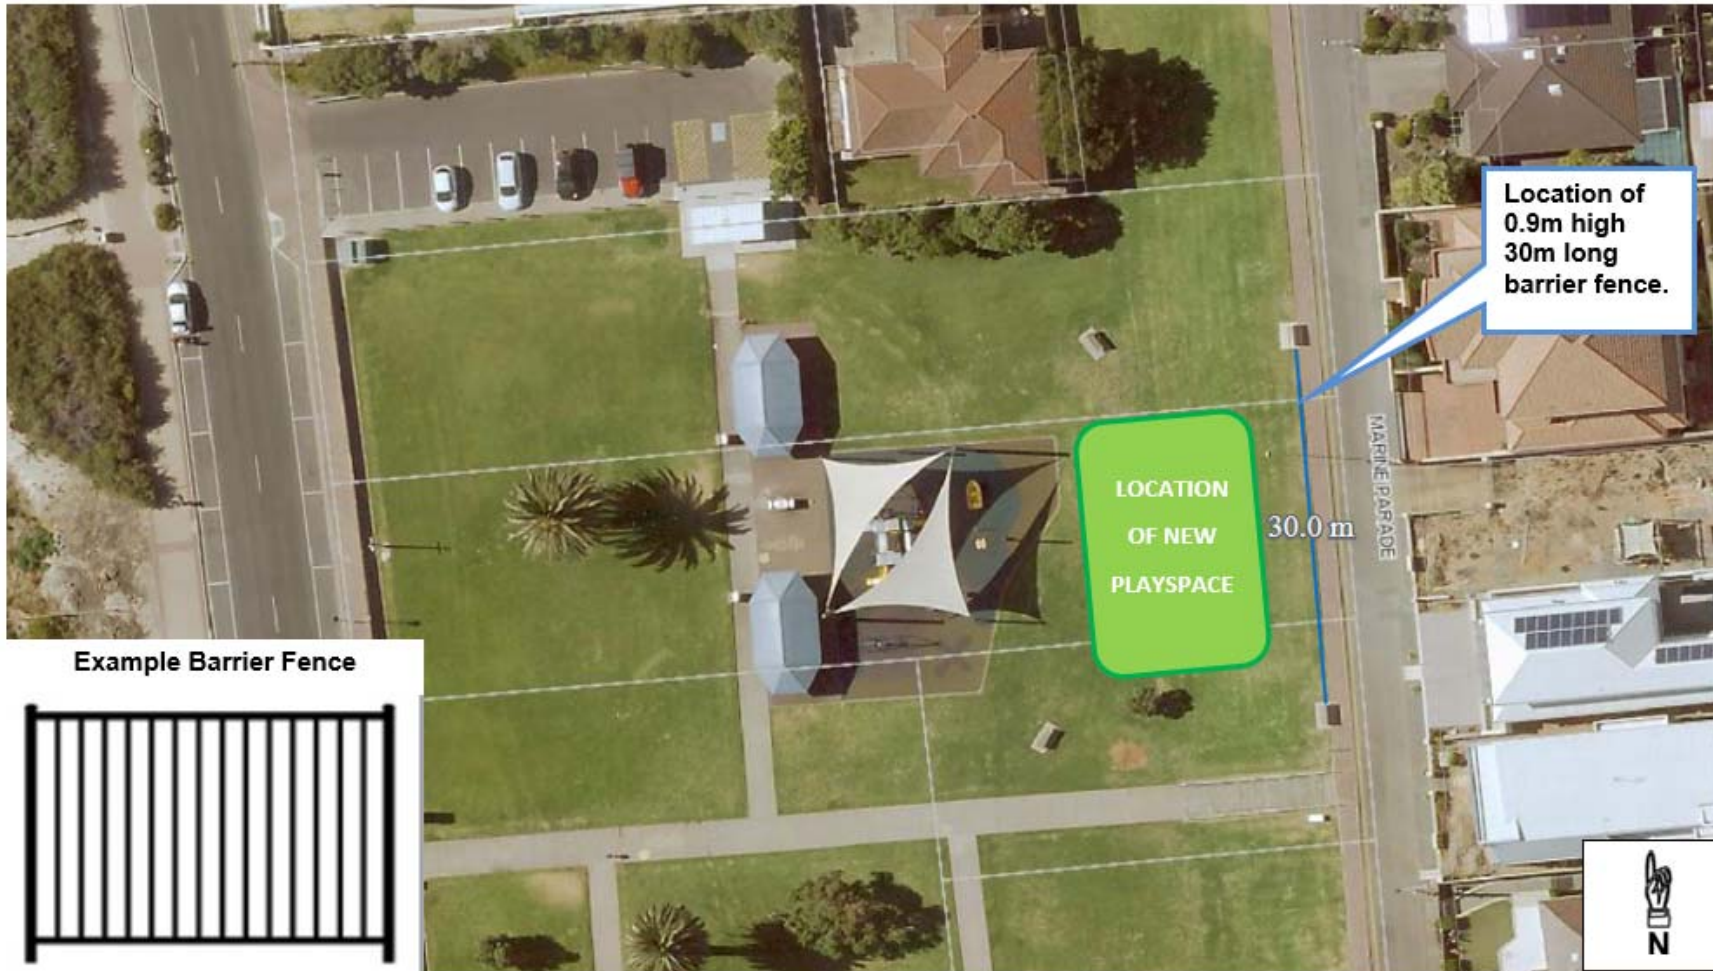 Location of
0.9m high
30m long
barrier fence.
MARINE PARADE
LOCATION
OF NEW
PLAYSPACE
30.0 m
Example Barrier Fence
N